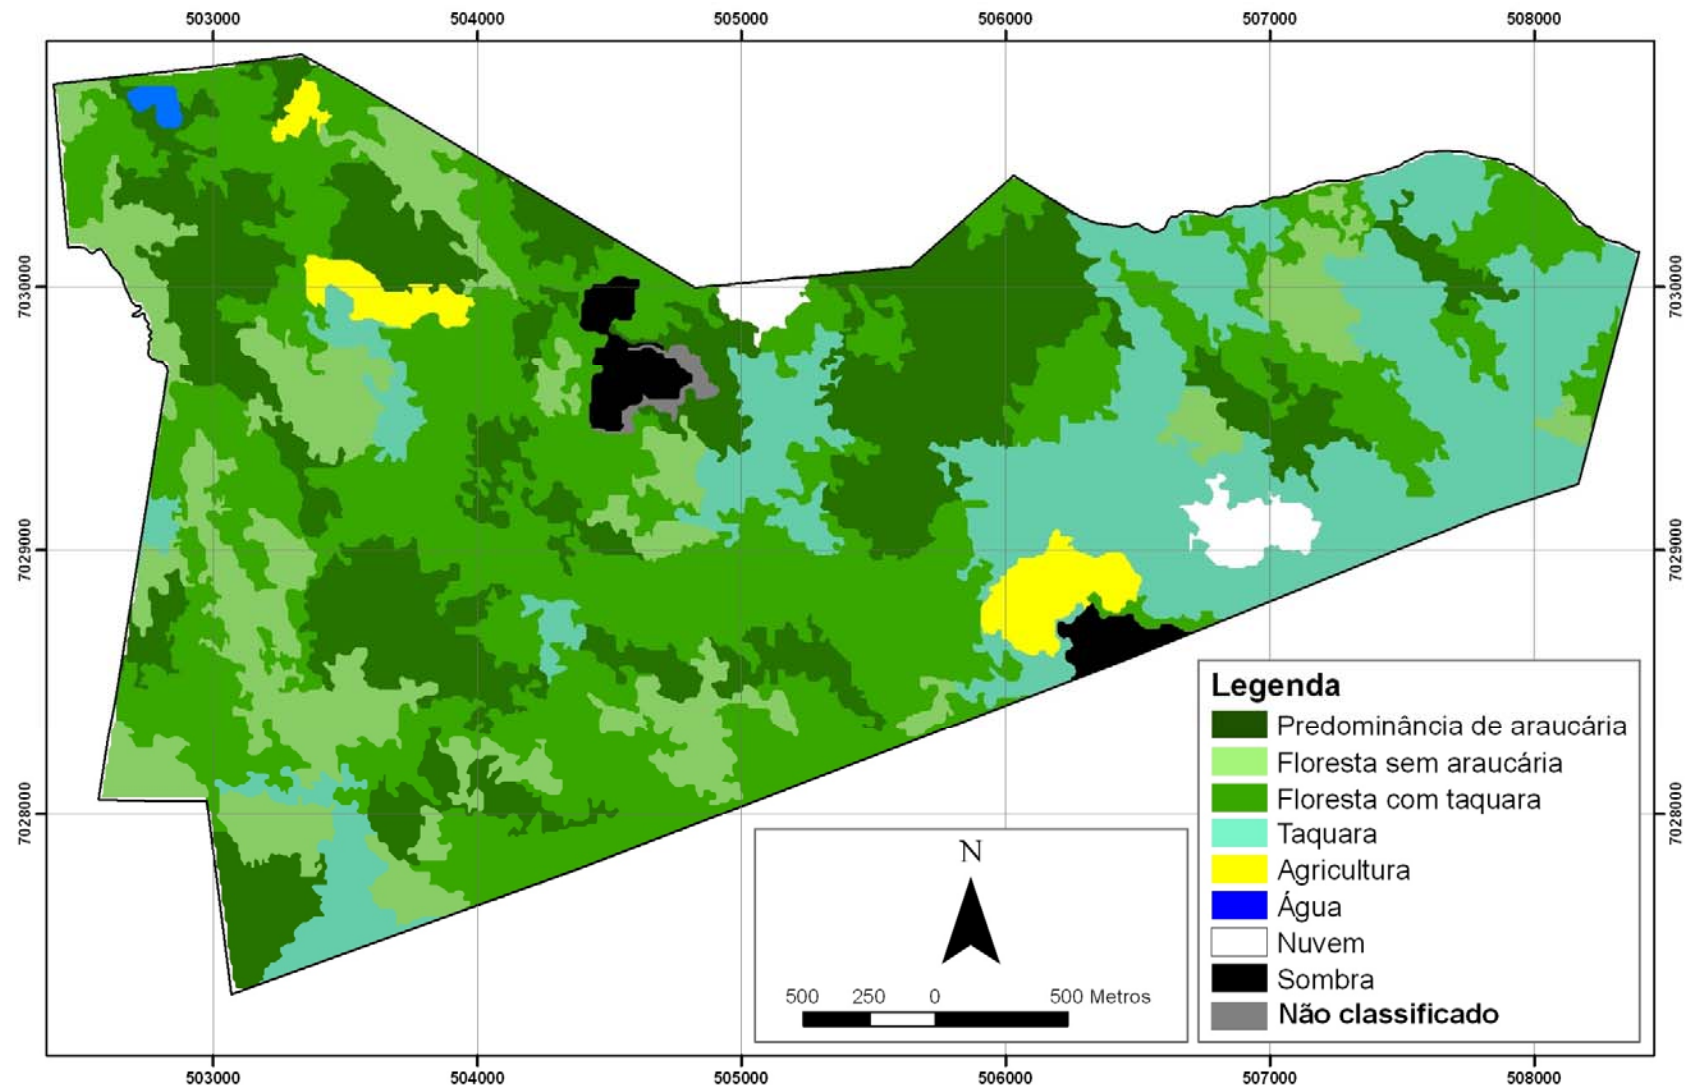 503000 504000 505000 506000 507000 508000
7030000
7030000
7029000
7029000
7028000
7028000
Legenda
Predominância de araucária
Floresta sem araucária
Floresta com taquara
Taquara
Agricultura
Água
Nuvem
Sombra
Não classificado
N
500 250 0 500 Metros
503000 504000 505000 506000 507000 508000